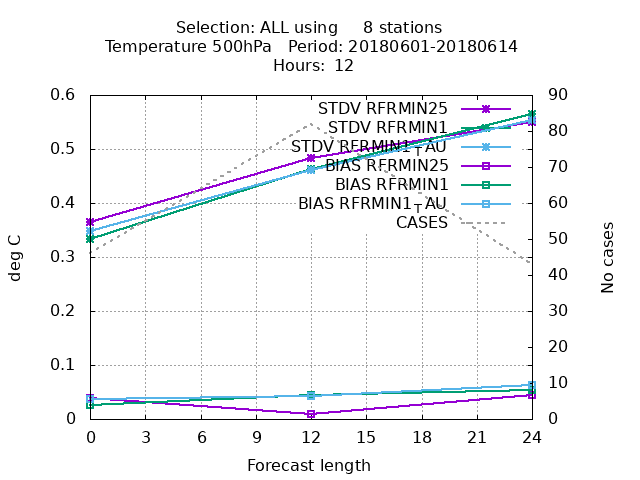 Selection: ALL using     8 stations
Temperature 500hPa   Period: 20180601-20180614
Hours: 12
0.6
0.5
0.4
0.3
0.2
0.1
0
90
80
70
60
50
40
30
20
10
0
STDV RFRMIN25
STDV RFRMIN1
STDV RFRMIN1TAU
BIAS RFRMIN25
BIAS RFRMIN1
BIAS RFRMIN1TAU
CASES
deg C
No cases
0 3 6 9 12 15 18 21 24
Forecast length